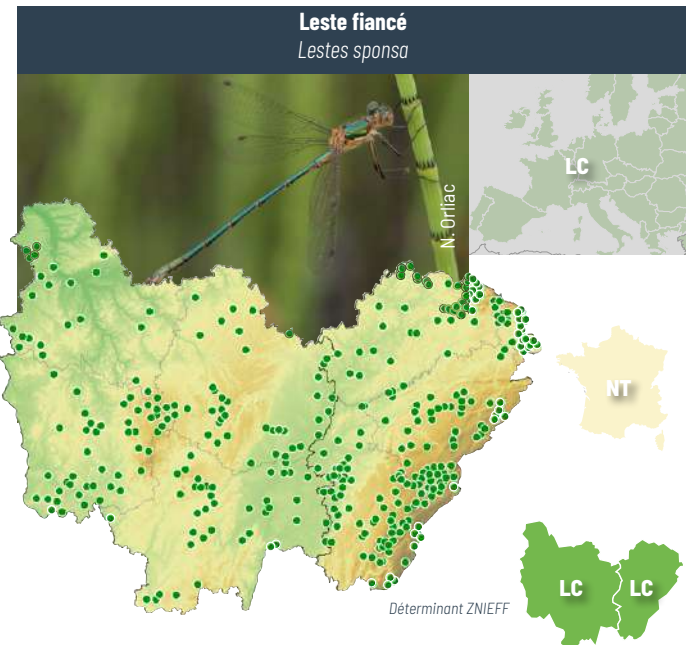 Leste fiancé
Lestes sponsa
N. Orliac
LC
NT
Déterminant ZNIEFF
LC
LC